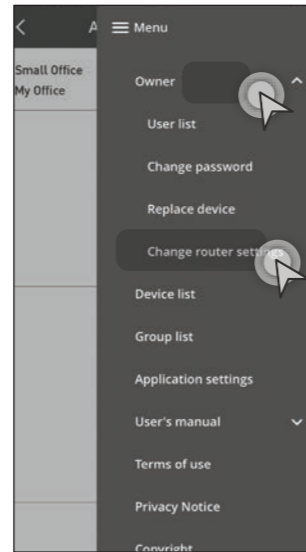 A
Menu
Small Office
My Office
Owner
User list
Change password
Replace device
Change router settings
Device list
Group list
Application settings
User's manual
Terms of use
Privacy Notice
Copyright